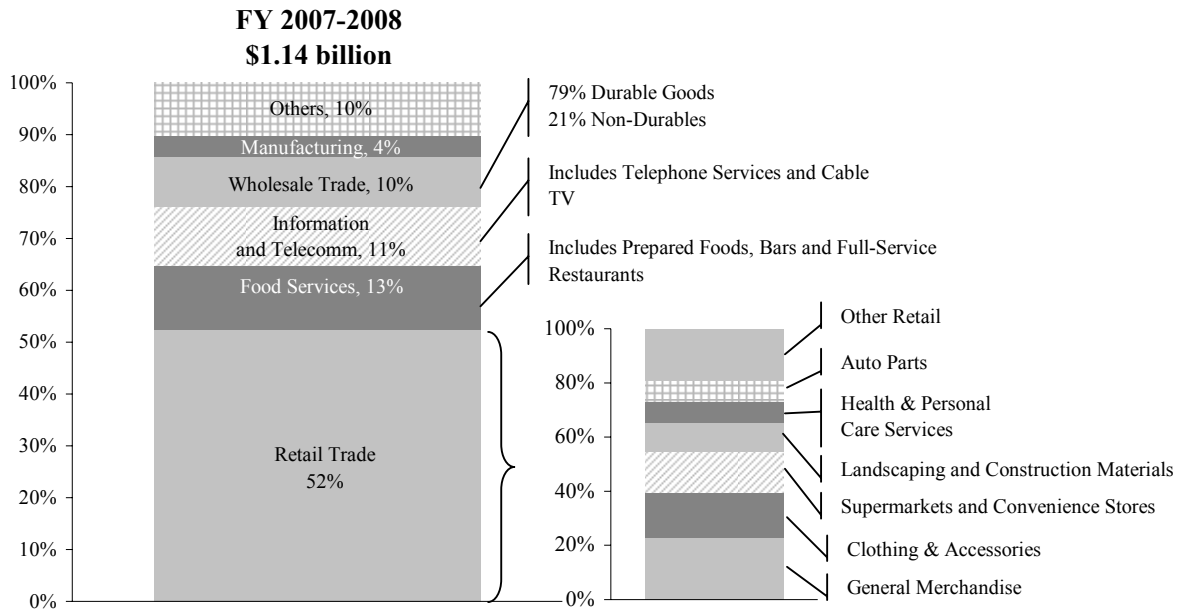 FY 2007-2008
$1.14 billion
100%
90%
80%
70%
60%
50%
40%
30%
20%
10%
0%
Others, 10%
Manufacturing, 4%
Wholesale Trade, 10%
Information
and Telecomm, 11%
Food Services, 13%
Retail Trade
52%
79% Durable Goods
21% Non-Durables
Includes Telephone Services and Cable
TV
Includes Prepared Foods, Bars and Full-Service
Restaurants
100%
80%
60%
40%
20%
0%
Other Retail
Auto Parts
Health & Personal
Care Services
Landscaping and Construction Materials
Supermarkets and Convenience Stores
Clothing & Accessories
General Merchandise